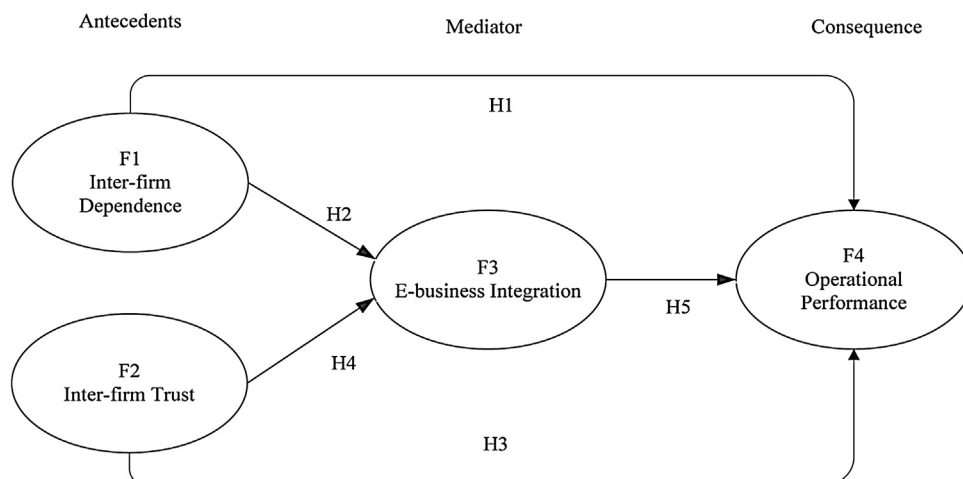 Antecedents
Mediator
Consequence
H1
F1
Inter-firm
Dependence
H2
F3
E-business Integration
F4
Operational
Performance
H5
F2
Inter-firm Trust
H4
H3